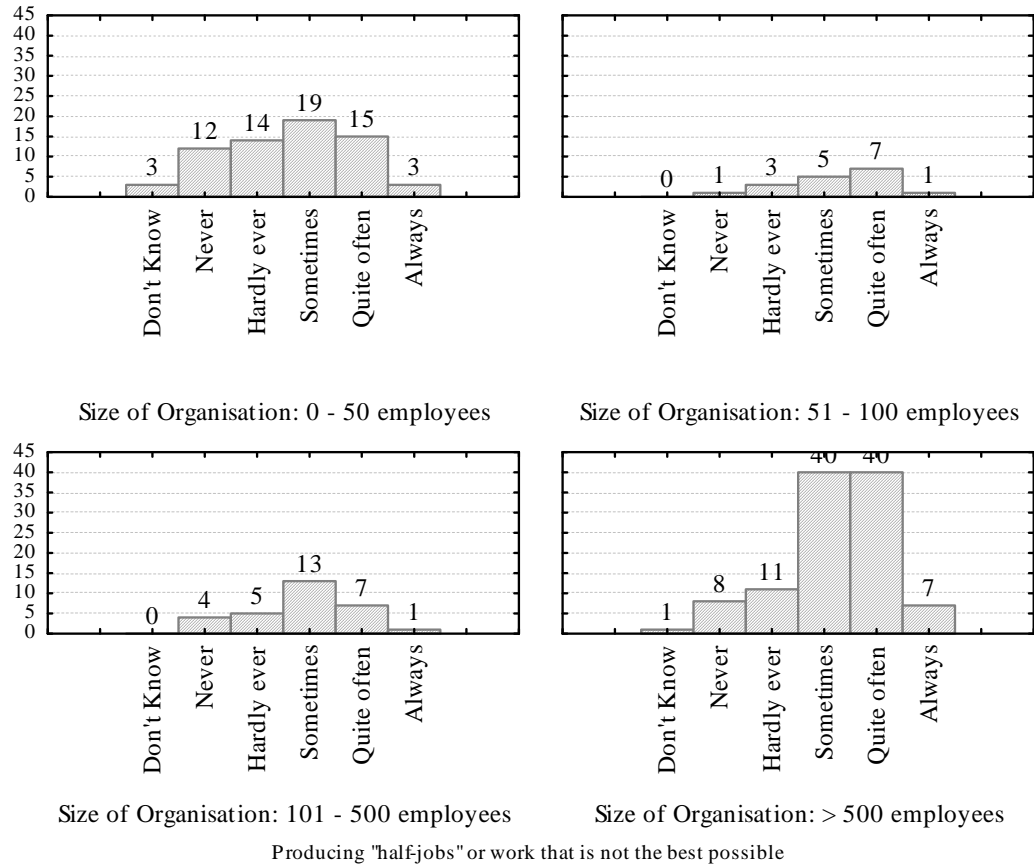 45
40
35
30
25
20
15
10
5
0
3 12 14 19 15 3
Don't Know
Never
Hardly ever
Sometimes
Quite often
Always
Size of Organisation: 0 - 50 employees
0 1 3 5 7 1
Don't Know
Never
Hardly ever
Sometimes
Quite often
Always
Size of Organisation: 51 - 100 employees
45
40
35
30
25
20
15
10
5
0
0 4 5 13 7 1
Don't Know
Never
Hardly ever
Sometimes
Quite often
Always
Size of Organisation: 101 - 500 employees
1 8 11 40 40 7
Don't Know
Never
Hardly ever
Sometimes
Quite often
Always
Size of Organisation: > 500 employees
Producing "half-jobs" or work that is not the best possible